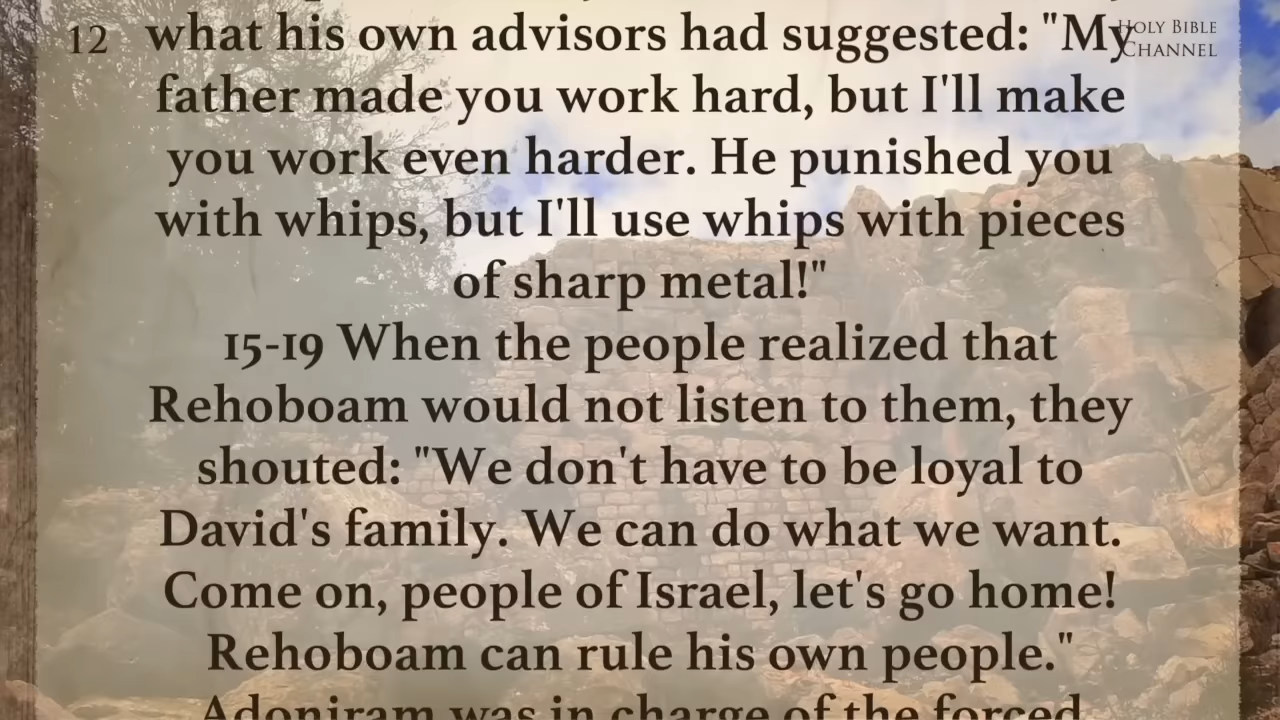 12 what his own advisors had suggested: "My
HOLY BIBLE
CHANNEL
father made you work hard, but I'll make
you work even harder. He punished you
with whips, but I'll use whips with pieces
of sharp metal!"
15-19 When the people realized that
Rehoboam would not listen to them, they
shouted: "We don't have to be loyal to
David's family. We can do what we want.
Come on, people of Israel, let's go home!
Rehoboam can rule his own people."
Adoniram was in charge of the forced